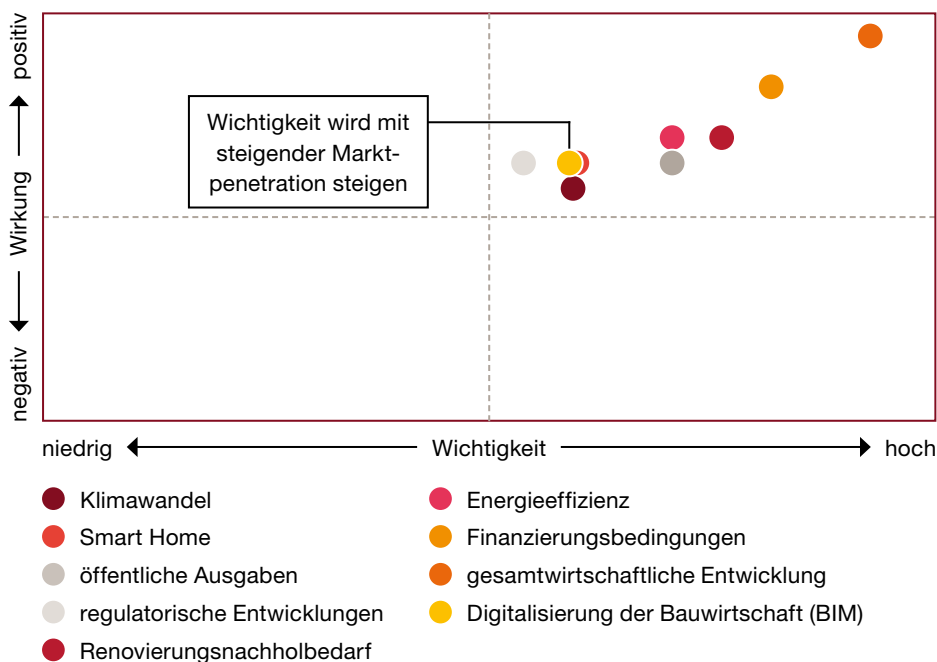 positiv
Wirkung
negativ
Wichtigkeit wird mit
steigender Markt-
penetration steigen
niedrig
Wichtigkeit
hoch
Klimawandel
Smart Home
öffentliche Ausgaben
regulatorische Entwicklungen
Renovierungsnachholbedarf
Energieeffizienz
Finanzierungsbedingungen
gesamtwirtschaftliche Entwicklung
Digitalisierung der Bauwirtschaft (BIM)